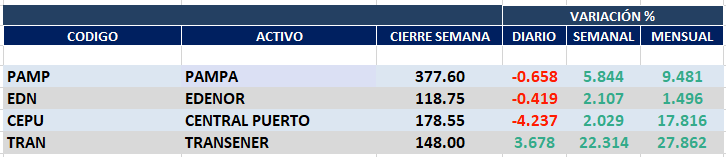 VARIACIÓN %
CODIGO ACTIVO CIERRE SEMANA DIARIO SEMANAL MENSUAL
PAMP PAMPA 377.60 -0.658 5.844 9.481
EDN EDENOR 118.75 -0.419 2.107 1.496
CEPU CENTRAL PUERTO 178.55 -4.237 2.029 17.816
TRAN TRANSENER 148.00 3.678 22.314 27.862